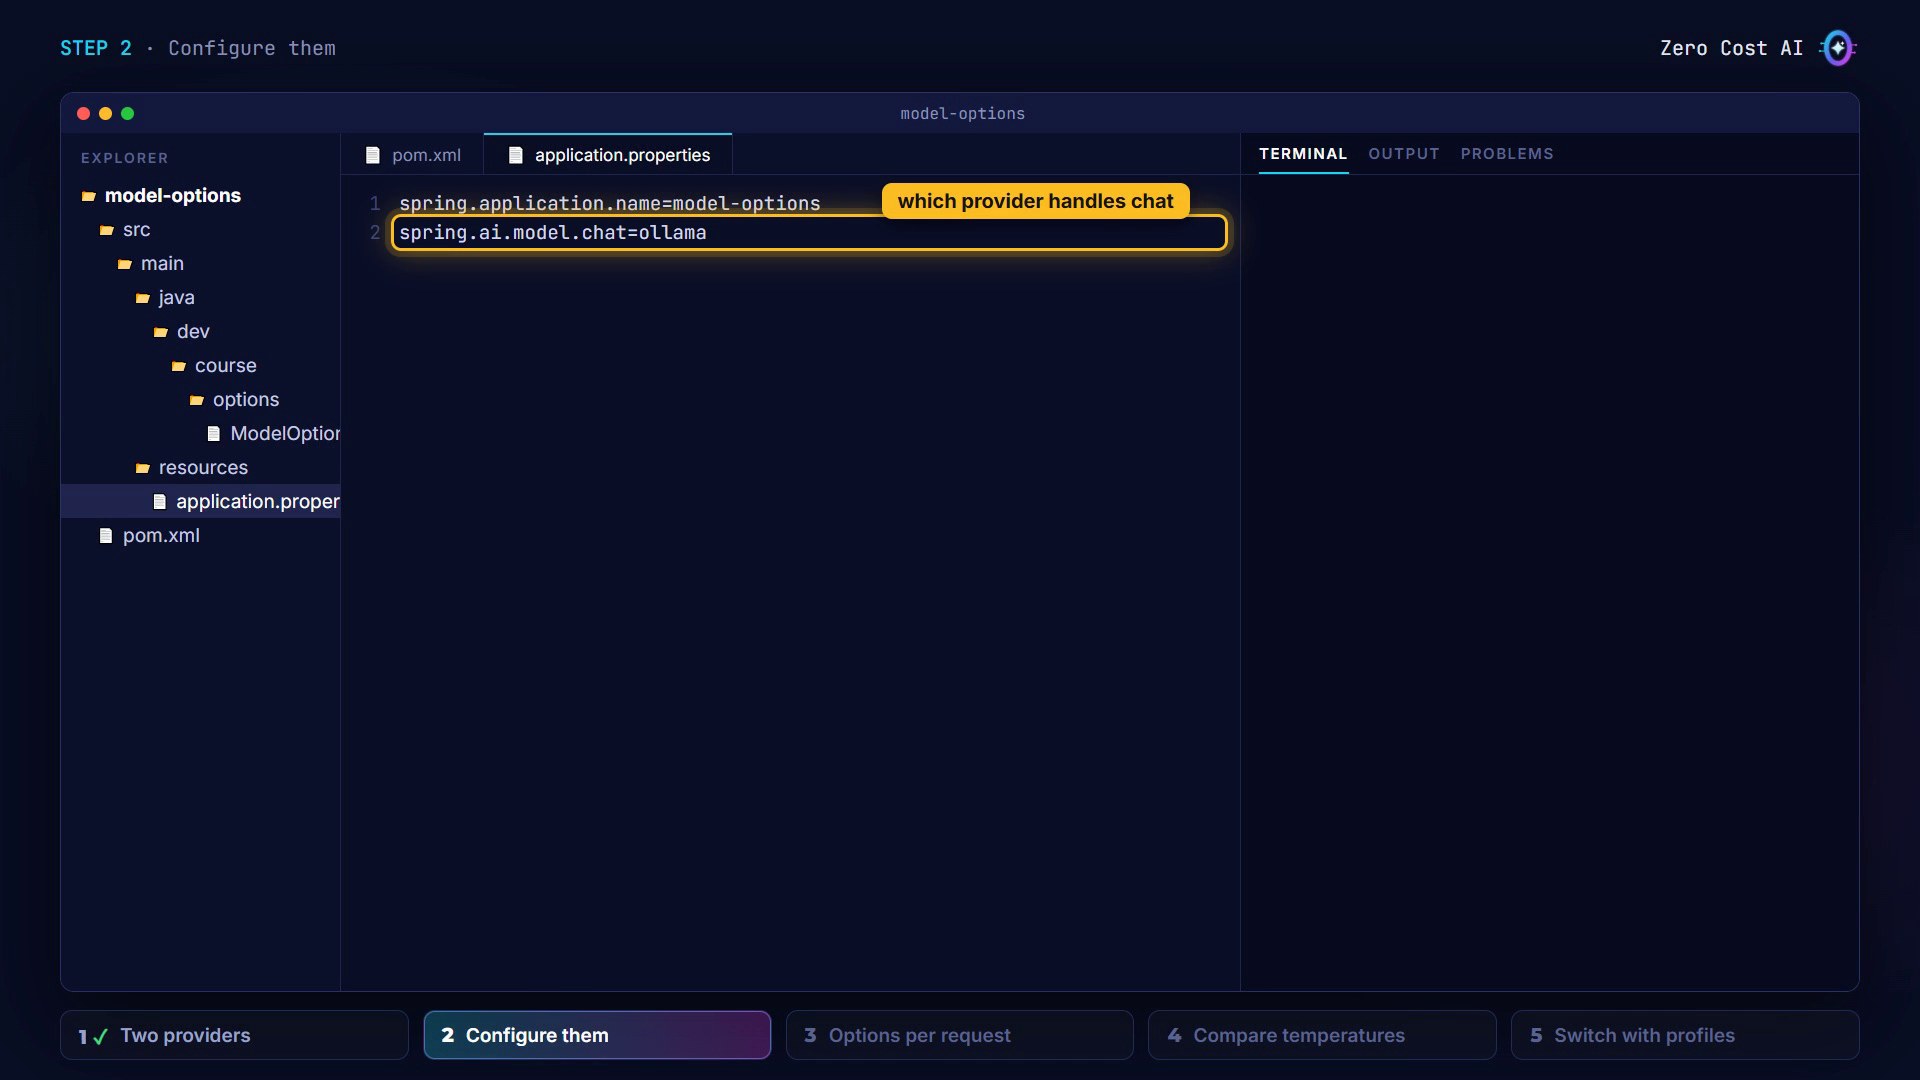 STEP 2 · Configure them
Zero Cost AI
model-options
EXPLORER
model-options
src
main
java
dev
course
options
ModelOption
resources
application.proper
pom.xml
pom.xml
application.properties
1 spring.application.name=model-options
which provider handles chat
2 spring.ai.model.chat=ollama
TERMINAL OUTPUT PROBLEMS
1 ✓ Two providers
2 Configure them
3 Options per request
4 Compare temperatures
5 Switch with profiles